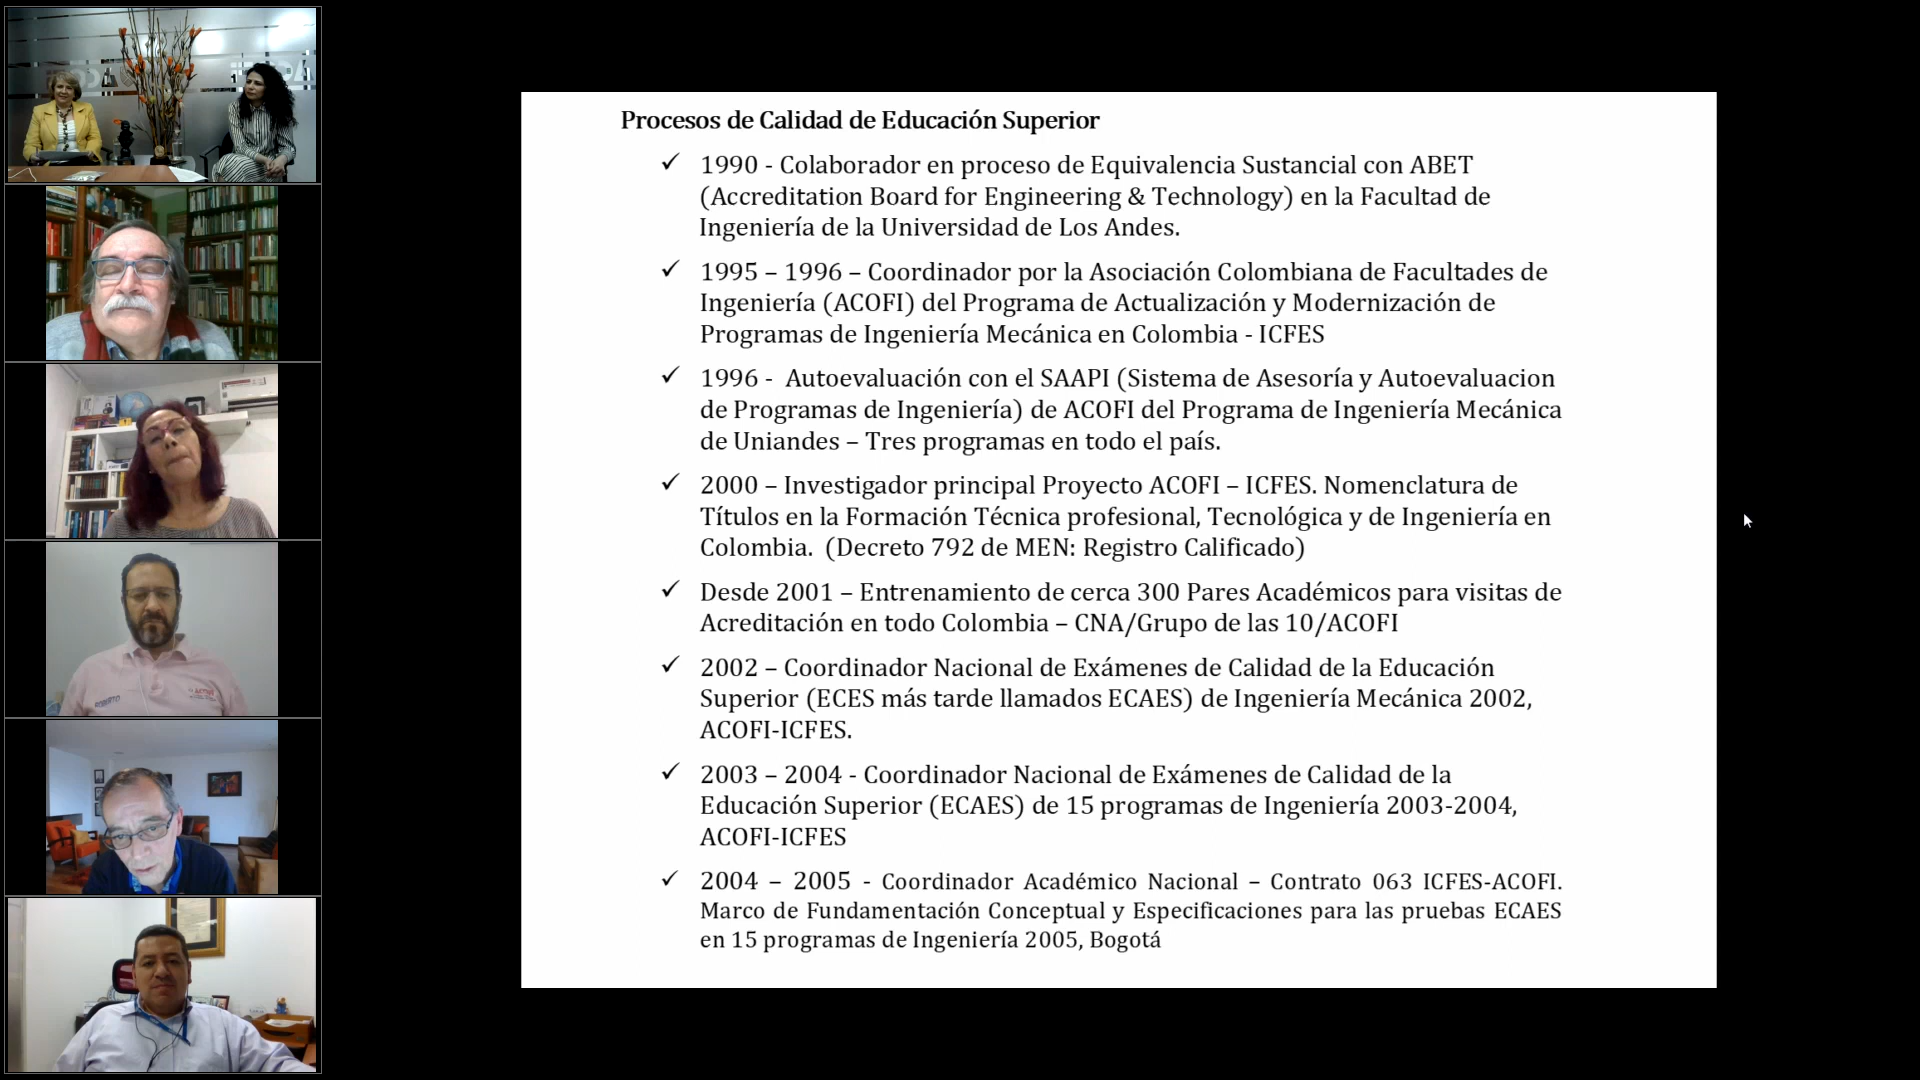 Procesos de Calidad de Educación Superior
✓ 1990 - Colaborador en proceso de Equivalencia Sustancial con ABET
(Accreditation Board for Engineering & Technology) en la Facultad de
Ingeniería de la Universidad de Los Andes.
✓ 1995 – 1996 – Coordinador por la Asociación Colombiana de Facultades de
Ingeniería (ACOFI) del Programa de Actualización y Modernización de
Programas de Ingeniería Mecánica en Colombia - ICFES
✓ 1996 - Autoevaluación con el SAAPI (Sistema de Asesoría y Autoevaluacion
de Programas de Ingeniería) de ACOFI del Programa de Ingeniería Mecánica
de Uniandes – Tres programas en todo el país.
✓ 2000 – Investigador principal Proyecto ACOFI – ICFES. Nomenclatura de
Títulos en la Formación Técnica profesional, Tecnológica y de Ingeniería en
Colombia. (Decreto 792 de MEN: Registro Calificado)
✓ Desde 2001 – Entrenamiento de cerca 300 Pares Académicos para visitas de
Acreditación en todo Colombia – CNA/Grupo de las 10/ACOFI
✓ 2002 – Coordinador Nacional de Exámenes de Calidad de la Educación
Superior (ECES más tarde llamados ECAES) de Ingeniería Mecánica 2002,
ACOFI-ICFES.
✓ 2003 – 2004 - Coordinador Nacional de Exámenes de Calidad de la
Educación Superior (ECAES) de 15 programas de Ingeniería 2003-2004,
ACOFI-ICFES
✓ 2004 – 2005 - Coordinador Académico Nacional – Contrato 063 ICFES-ACOFI.
Marco de Fundamentación Conceptual y Especificaciones para las pruebas ECAES
en 15 programas de Ingeniería 2005, Bogotá
ROBERTO